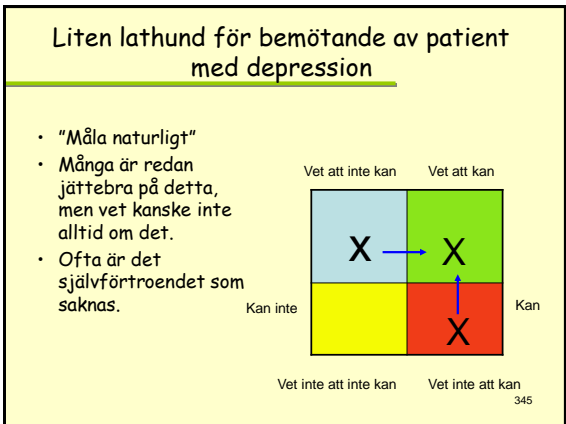 Liten lathund för bemötande av patient
med depression
• ”Måla naturligt”
• Många är redan
jättebra på detta,
men vet kanske inte
alltid om det.
• Ofta är det
självförtroendet som
saknas.
Vet att inte kan Vet att kan
X X
Kan inte Kan
X
Vet inte att inte kan Vet inte att kan
345